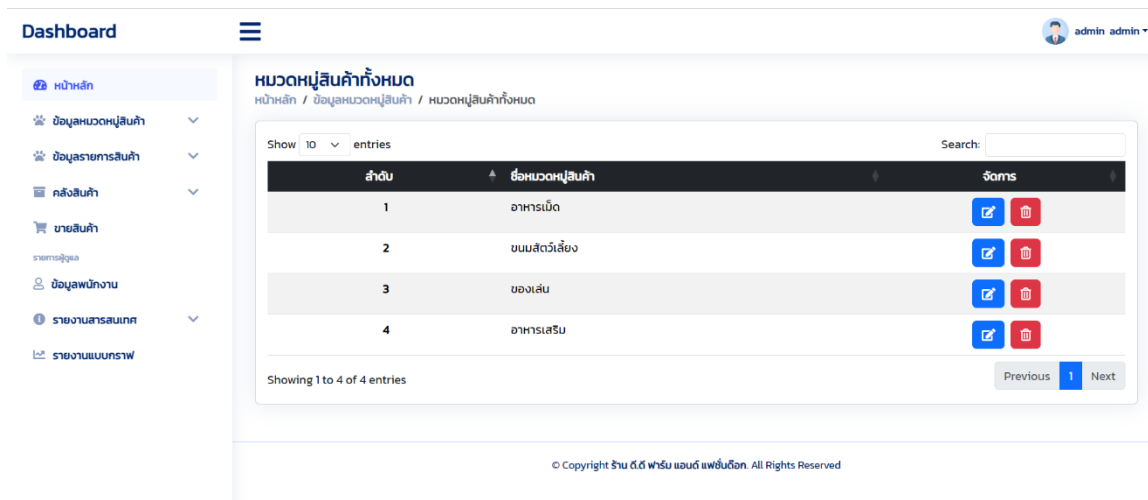 Dashboard
admin admin
หน้าหลัก
ข้อมูลหมวดหมู่สินค้า
ข้อมูลรายการสินค้า
คลังสินค้า
ขายสินค้า
รายการผู้ดูแล
ข้อมูลพนักงาน
รายงานสารสนเทศ
รายงานแบบกราฟ
หมวดหมู่สินค้าทั้งหมด
หน้าหลัก / ข้อมูลหมวดหมู่สินค้า / หมวดหมู่สินค้าทั้งหมด
Show 10 entries Search:
ลำดับ ชื่อหมวดหมู่สินค้า จัดการ
1 อาหารเม็ด
2 ขนมสัตว์เลี้ยง
3 ของเล่น
4 อาหารเสริม
Showing 1 to 4 of 4 entries Previous 1 Next
© Copyright ร้าน ดี.ดี ฟาร์ม แอนด์ แฟชั่นด็อก. All Rights Reserved